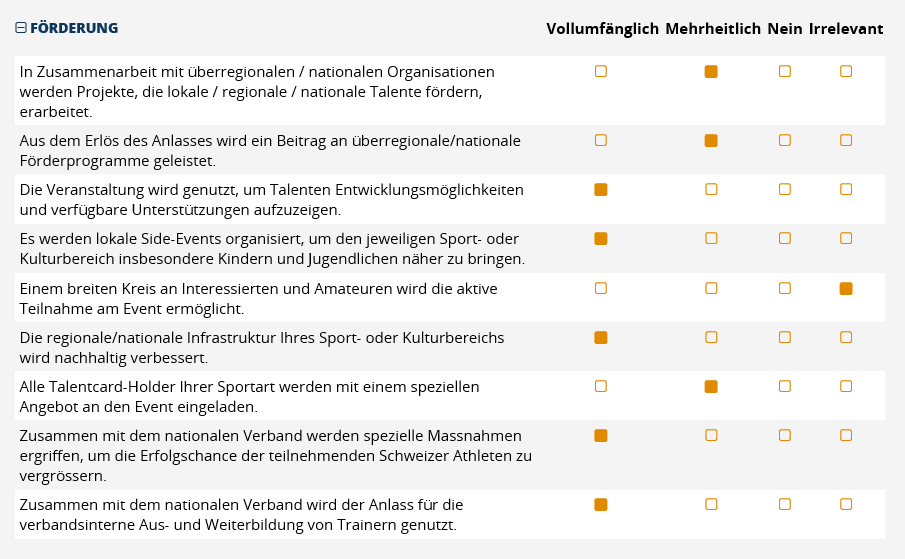 FÖRDERUNG
Vollumfänglich Mehrheitlich Nein Irrelevant
In Zusammenarbeit mit überregionalen / nationalen Organisationen
werden Projekte, die lokale / regionale / nationale Talente fördern,
erarbeitet.
Aus dem Erlös des Anlasses wird ein Beitrag an überregionale/nationale
Förderprogramme geleistet.
Die Veranstaltung wird genutzt, um Talenten Entwicklungsmöglichkeiten
und verfügbare Unterstützungen aufzuzeigen.
Es werden lokale Side-Events organisiert, um den jeweiligen Sport- oder
Kulturbereich insbesondere Kindern und Jugendlichen näher zu bringen.
Einem breiten Kreis an Interessierten und Amateuren wird die aktive
Teilnahme am Event ermöglicht.
Die regionale/nationale Infrastruktur Ihres Sport- oder Kulturbereichs
wird nachhaltig verbessert.
Alle Talentcard-Holder Ihrer Sportart werden mit einem speziellen
Angebot an den Event eingeladen.
Zusammen mit dem nationalen Verband werden spezielle Massnahmen
ergriffen, um die Erfolgschance der teilnehmenden Schweizer Athleten zu
vergrössern.
Zusammen mit dem nationalen Verband wird der Anlass für die
verbandsinterne Aus- und Weiterbildung von Trainern genutzt.